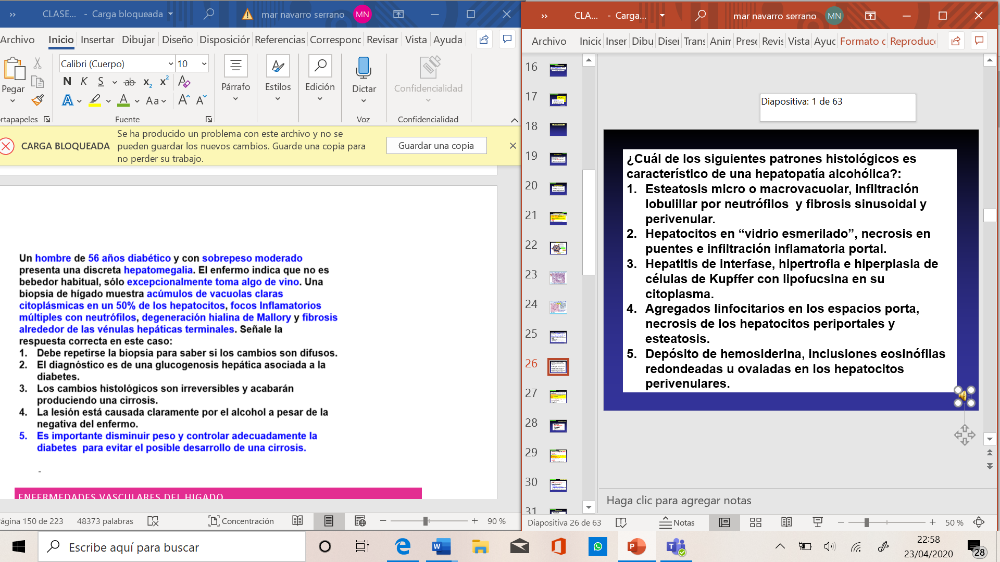 CLASE... - Carga bloqueada
mar navarro serrano
MN
Archivo Inicio Insertar Dibujar Diseño Disposiciór Referencias Correspond Revisar Vista Ayuda
Calibri (Cuerpo) 10
N K S ab x₂ x²
A A Aa A A
Pegar
Párrafo
Estilos
Edición
Dictar
Confidencialidad
rtapapeles Fuente Voz Confidencialidad
CARGA BLOQUEADA
Se ha producido un problema con este archivo y no se
pueden guardar los nuevos cambios. Guarde una copia para
no perder su trabajo.
Guardar una copia
Un hombre de 56 años diabético y con sobrepeso moderado
presenta una discreta hepatomegalia. El enfermo indica que no es
bebedor habitual, sólo excepcionalmente toma algo de vino. Una
biopsia de hígado muestra acúmulos de vacuolas claras
citoplásmicas en un 50% de los hepatocitos, focos Inflamatorios
múltiples con neutrófilos, degeneración hialina de Mallory y fibrosis
alrededor de las vénulas hepáticas terminales. Señale la
respuesta correcta en este caso:
1. Debe repetirse la biopsia para saber si los cambios son difusos.
2. El diagnóstico es de una glucogenosis hepática asociada a la
diabetes.
3. Los cambios histológicos son irreversibles y acabarán
produciendo una cirrosis.
4. La lesión está causada claramente por el alcohol a pesar de la
negativa del enfermo.
5. Es importante disminuir peso y controlar adecuadamente la
diabetes para evitar el posible desarrollo de una cirrosis.
-
ENFERMEDADES VASCULARES DEL HIGADO
ágina 150 de 223 48373 palabras Concentración 90 %
CLA... - Carga...
mar navarro serrano
MN
Archivo Inicic Inser Dibu Diseí Trans Anim Prese Revis Vista Ayuc Formato c Reproducc
16
17
18
19
20
21
22
23
24
25
26
27
28
29
30
31
Diapositiva: 1 de 63
¿Cuál de los siguientes patrones histológicos es
característico de una hepatopatía alcohólica?:
1. Esteatosis micro o macrovacuolar, infiltración
lobulillar por neutrófilos y fibrosis sinusoidal y
perivenular.
2. Hepatocitos en “vidrio esmerilado”, necrosis en
puentes e infiltración inflamatoria portal.
3. Hepatitis de interfase, hipertrofia e hiperplasia de
células de Kupffer con lipofucsina en su
citoplasma.
4. Agregados linfocitarios en los espacios porta,
necrosis de los hepatocitos periportales y
esteatosis.
5. Depósito de hemosiderina, inclusiones eosinófilas
redondeadas u ovaladas en los hepatocitos
perivenulares.
Haga clic para agregar notas
Diapositiva 26 de 63 Notas 50 %
Escribe aquí para buscar
22:58
23/04/2020
28